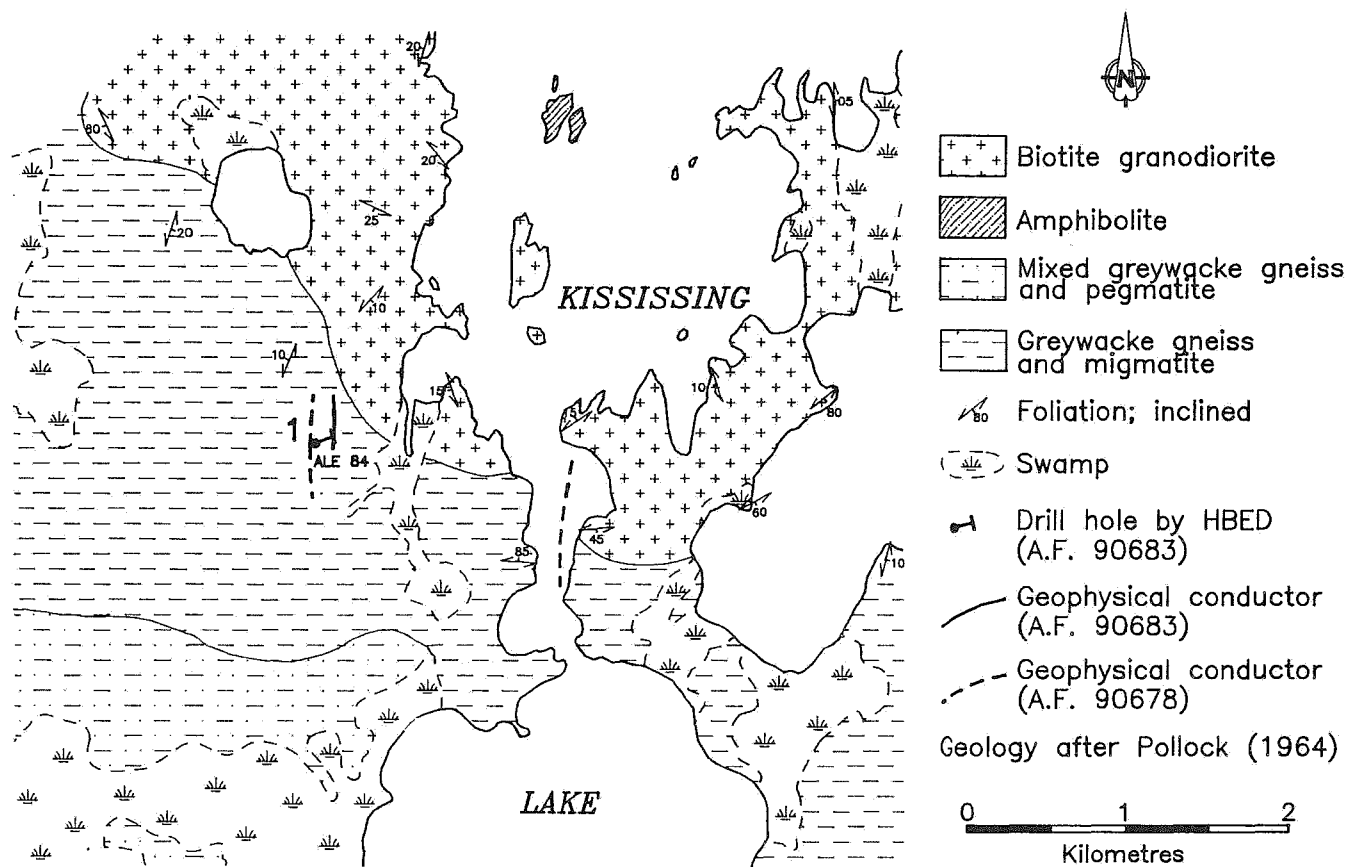 20
80
20
20
25
10
10
1
ALE 84
15
85
KISSISSING
LAKE
05
10
80
15
60
45
10
N
Biotite granodiorite
Amphibolite
Mixed greywacke gneiss
and pegmatite
Greywacke gneiss
and migmatite
80
Foliation; inclined
Swamp
Drill hole by HBED
(A.F. 90683)
Geophysical conductor
(A.F. 90683)
Geophysical conductor
(A.F. 90678)
Geology after Pollock (1964)
0 1 2
Kilometres